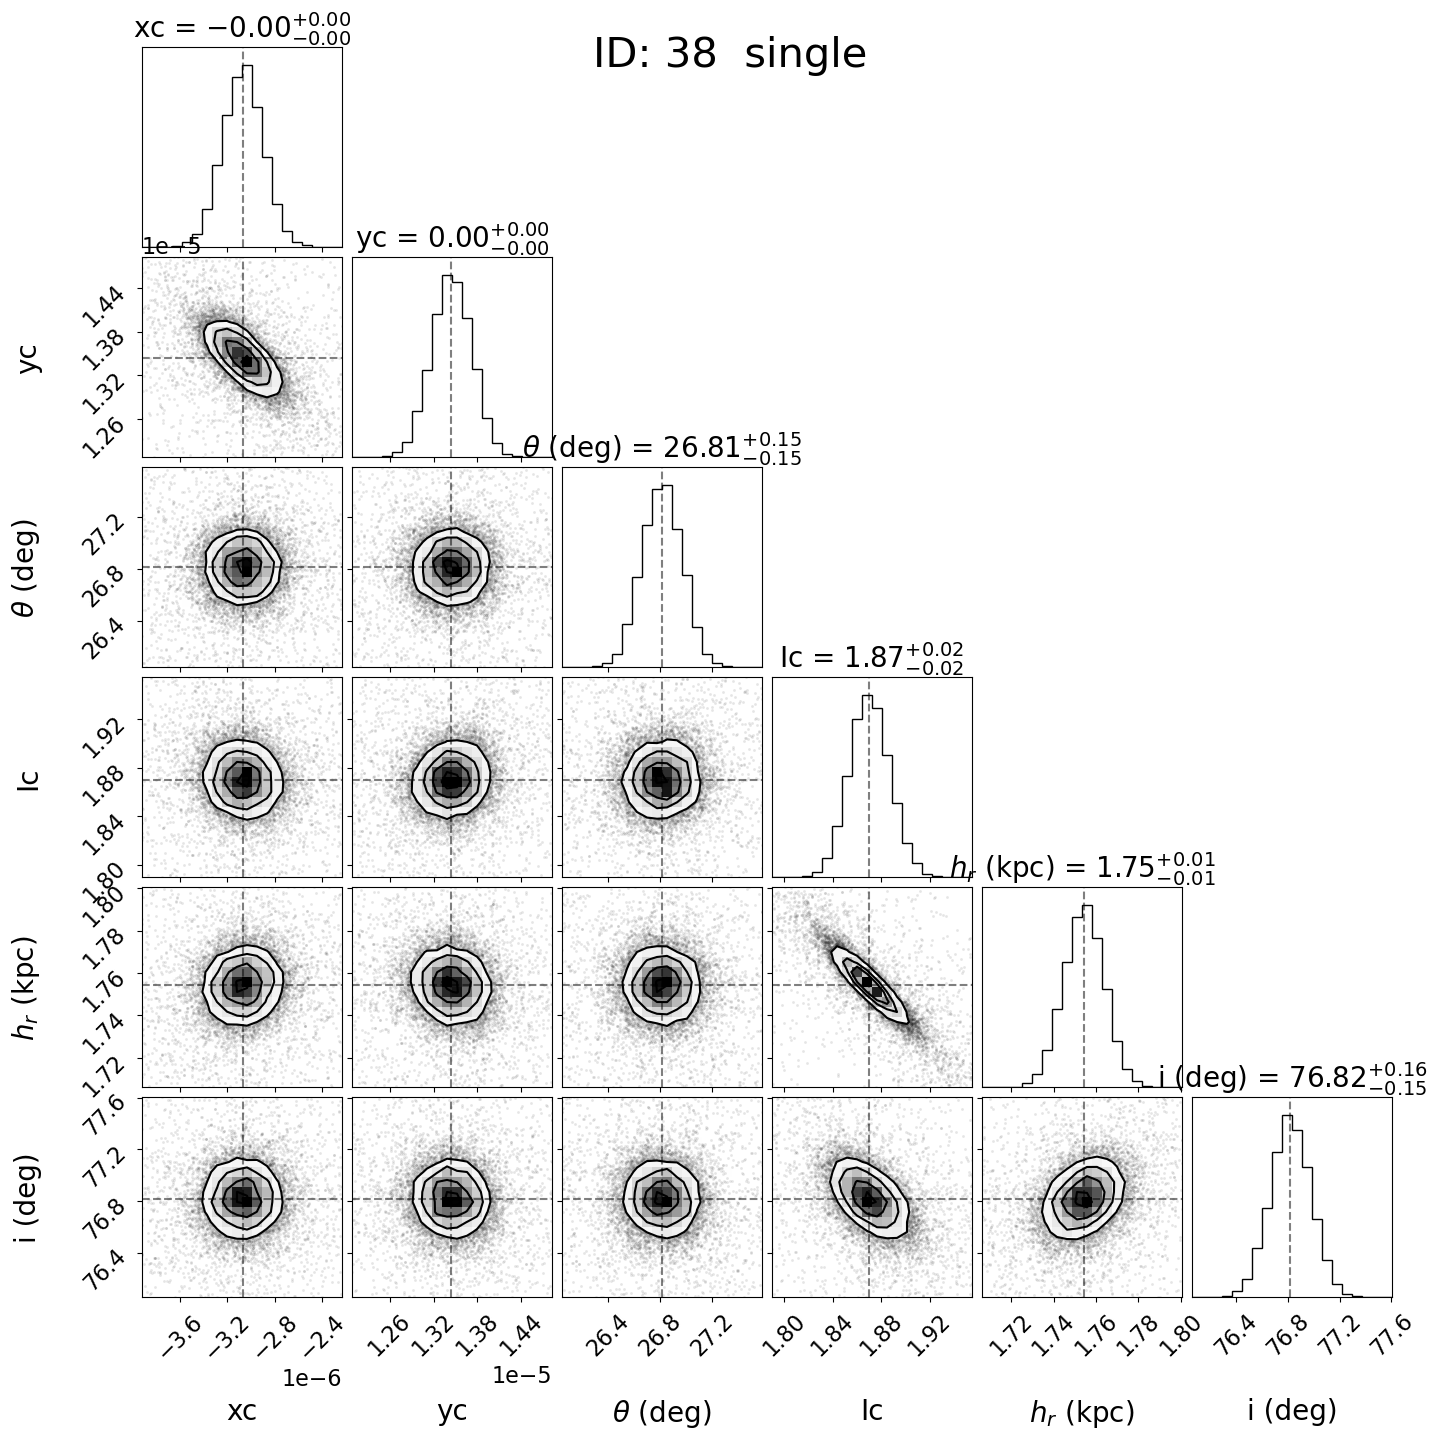 xc = −0.00+0.00−0.00
ID: 38  single
yc = 0.00+0.00−0.00
1e−5
yc
1.44
1.38
1.32
1.26
θ (deg) = 26.81+0.15−0.15
θ (deg)
27.2
26.8
26.4
Ic = 1.87+0.02−0.02
Ic
1.92
1.88
1.84
1.80
hr (kpc) = 1.75+0.01−0.01
hr (kpc)
1.80
1.78
1.76
1.74
1.72
i (deg) = 76.82+0.16−0.15
i (deg)
77.6
77.2
76.8
76.4
−3.6 −3.2 −2.8 −2.4 1.26 1.32 1.38 1.44 26.4 26.8 27.2 1.80 1.84 1.88 1.92 1.72 1.74 1.76 1.78 1.80 76.4 76.8 77.2 77.6
1e−6 1e−5
xc yc θ (deg) Ic hr (kpc) i (deg)